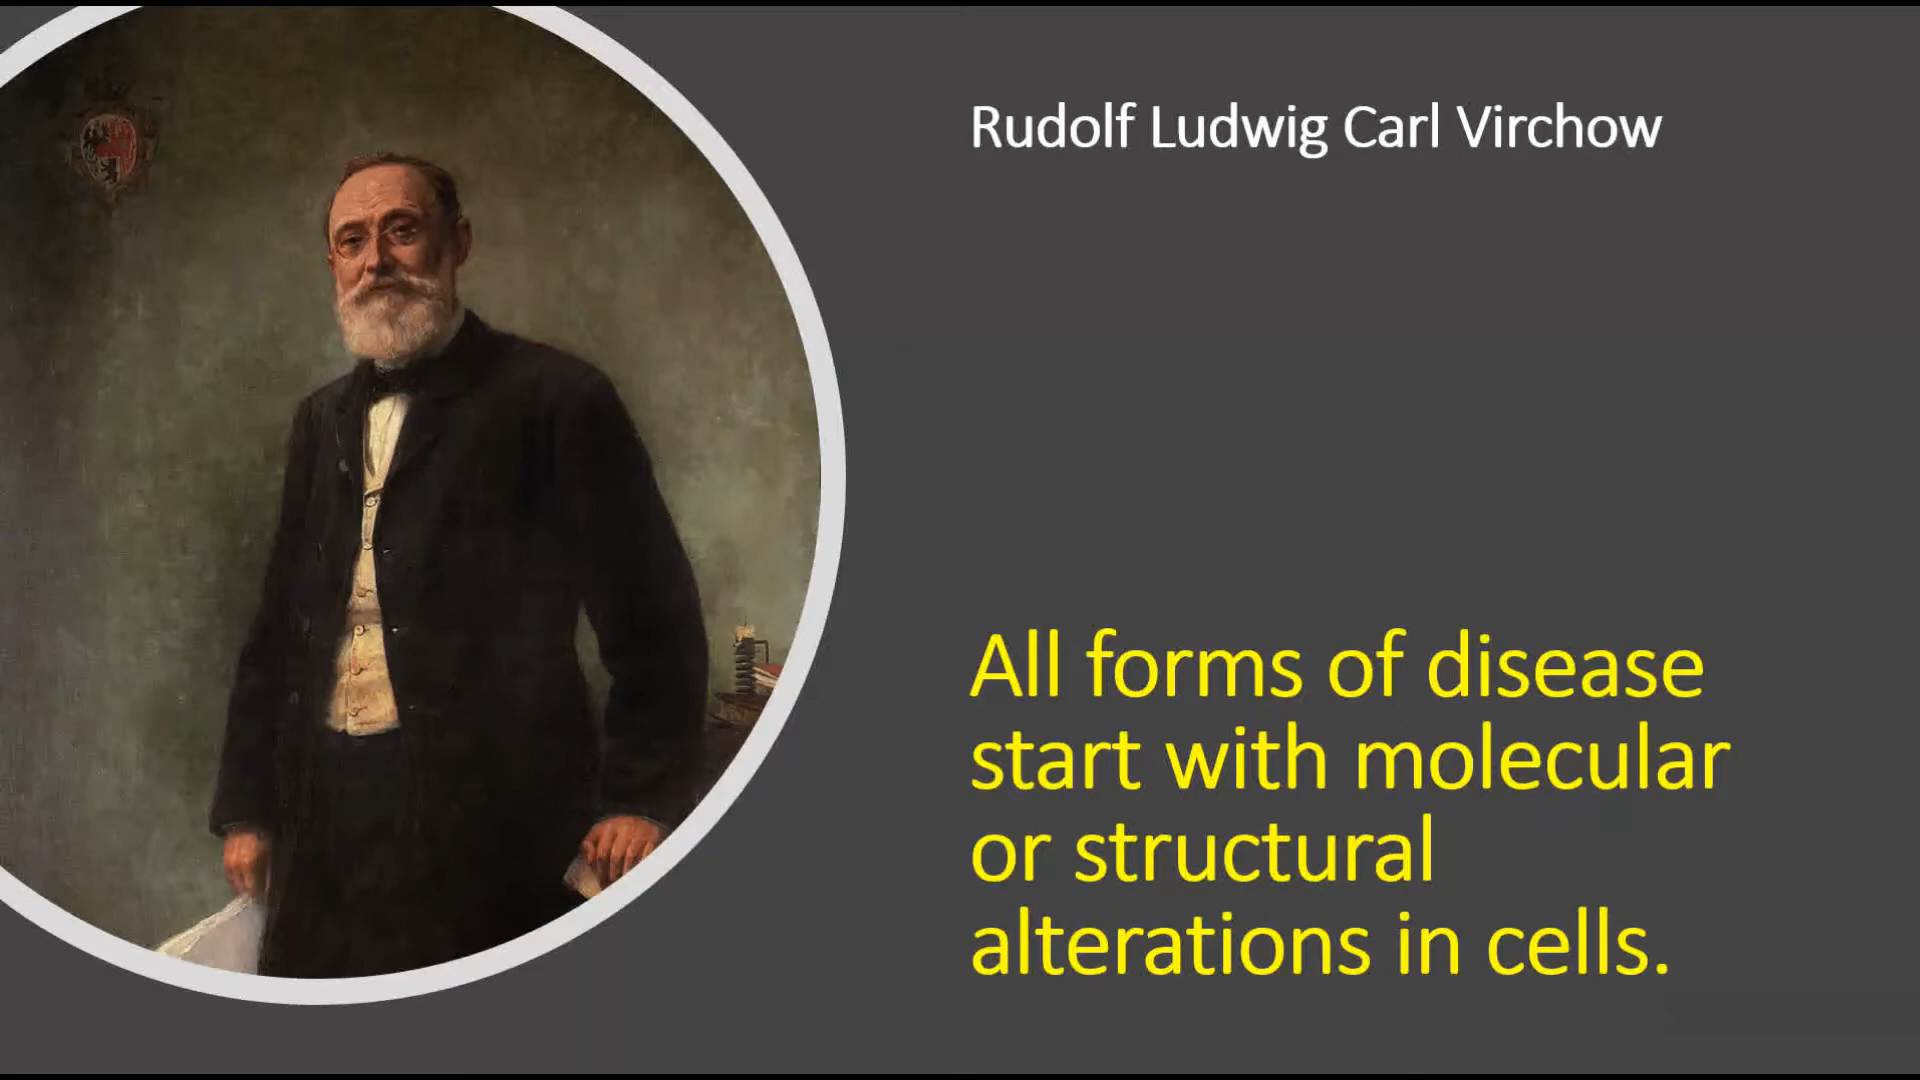 Rudolf Ludwig Carl Virchow
All forms of disease
start with molecular
or structural
alterations in cells.